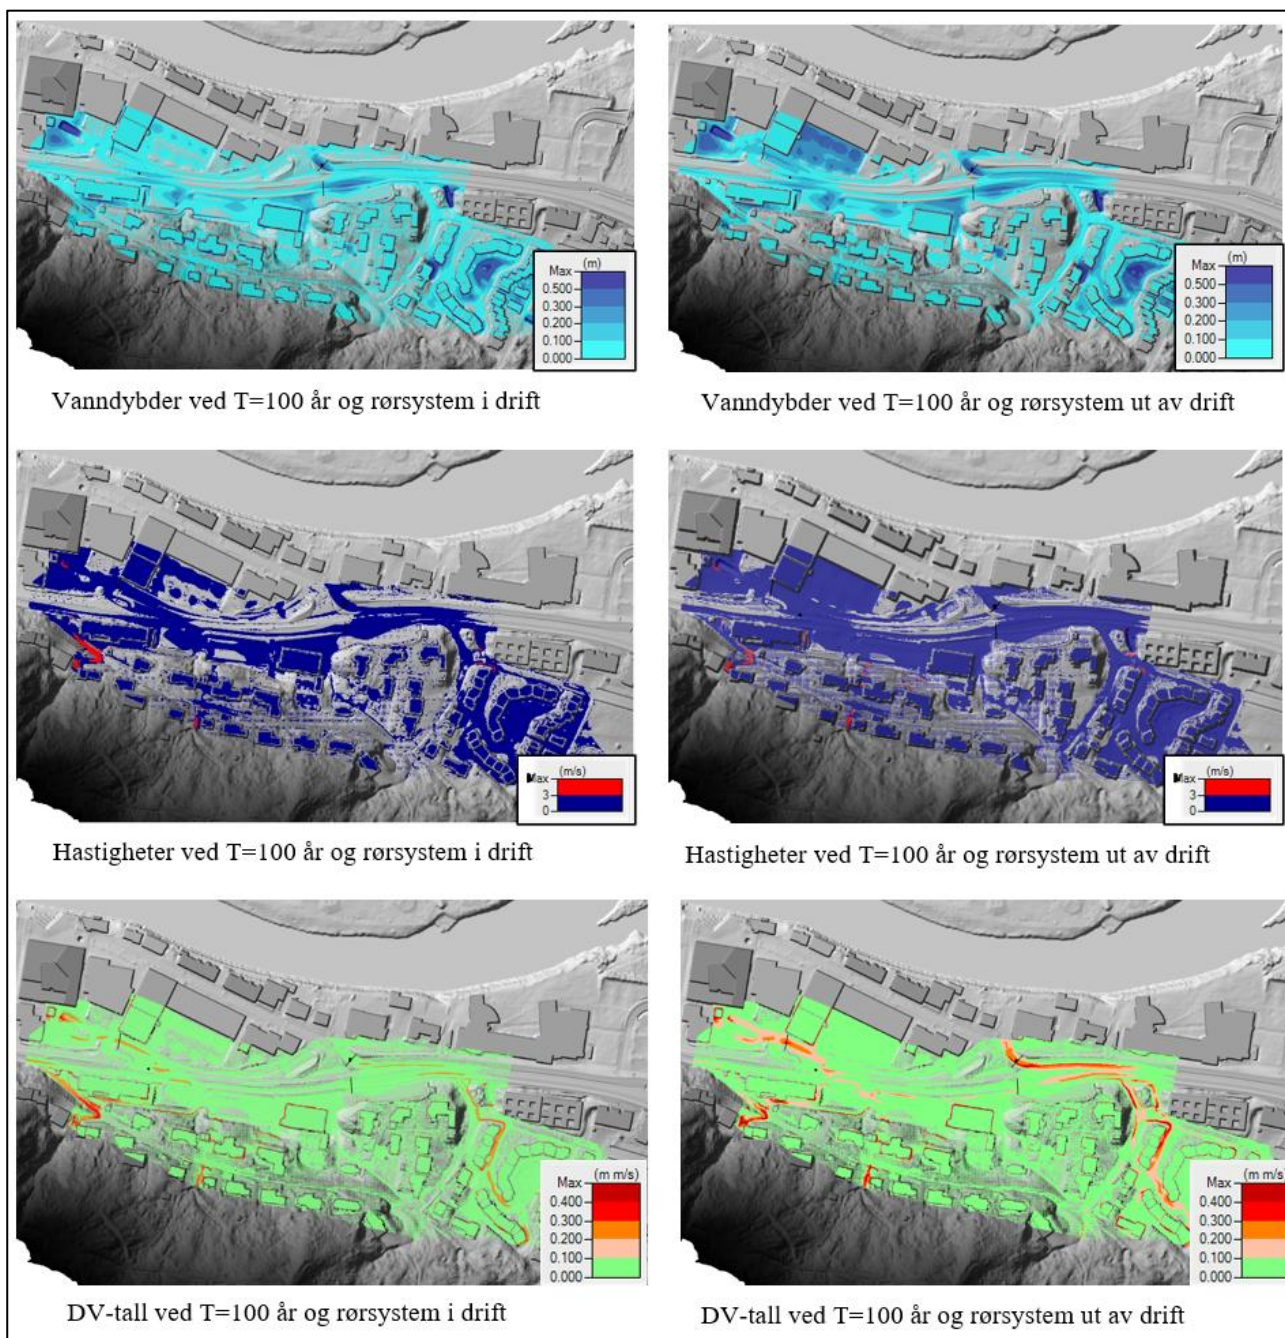 Max (m)
0.500
0.300
0.200
0.100
0.000
Max (m)
0.500
0.300
0.200
0.100
0.000
Vanndybder ved T=100 år og rørsystem i drift
Vanndybder ved T=100 år og rørsystem ut av drift
Max (m/s)
3
0
Max (m/s)
3
0
Hastigheter ved T=100 år og rørsystem i drift
Hastigheter ved T=100 år og rørsystem ut av drift
Max (m m/s)
0.400
0.300
0.200
0.100
0.000
Max (m m/s)
0.400
0.300
0.200
0.100
0.000
DV-tall ved T=100 år og rørsystem i drift
DV-tall ved T=100 år og rørsystem ut av drift